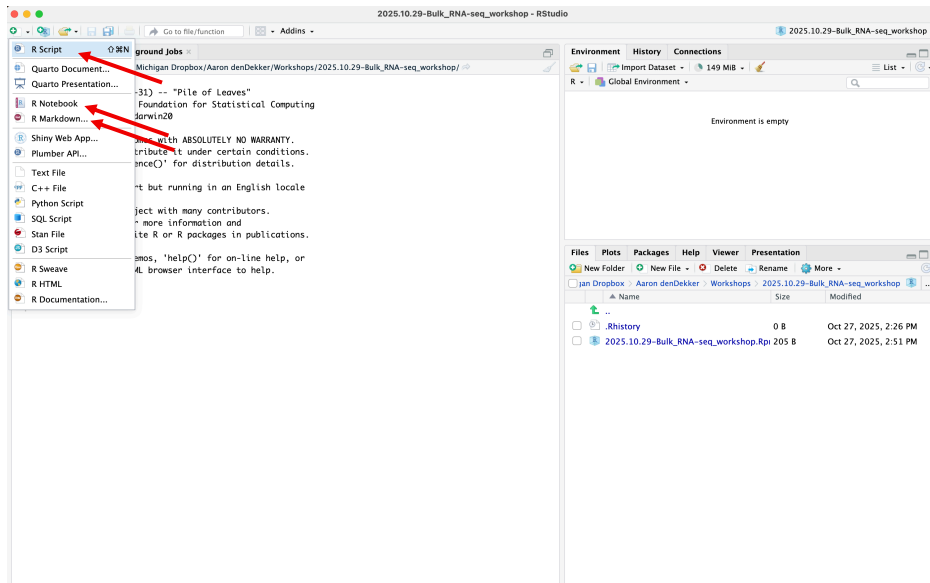 2025.10.29-Bulk_RNA-seq_workshop - RStudio
Go to file/function
Addins
2025.10.29-Bulk_RNA-seq_workshop
R Script ⇧⌘N
Quarto Document...
Quarto Presentation...
R Notebook
R Markdown...
Shiny Web App...
Plumber API...
Text File
C++ File
Python Script
SQL Script
Stan File
D3 Script
R Sweave
R HTML
R Documentation...
ground Jobs
Michigan Dropbox/Aaron denDekker/Workshops/2025.10.29-Bulk_RNA-seq_workshop/
-31) -- "Pile of Leaves"
Foundation for Statistical Computing
darwin20
with ABSOLUTELY NO WARRANTY.
tribute it under certain conditions.
ence()' for distribution details.
rt but running in an English locale
ject with many contributors.
r more information and
ite R or R packages in publications.
emos, 'help()' for on-line help, or
ML browser interface to help.
Environment History Connections
Import Dataset 149 MiB List
R Global Environment
Environment is empty
Files Plots Packages Help Viewer Presentation
New Folder New File Delete Rename More
an Dropbox > Aaron denDekker > Workshops > 2025.10.29-Bulk_RNA-seq_workshop ...
Name Size Modified
..
.Rhistory 0 B Oct 27, 2025, 2:26 PM
2025.10.29-Bulk_RNA-seq_workshop.Rp 205 B Oct 27, 2025, 2:51 PM